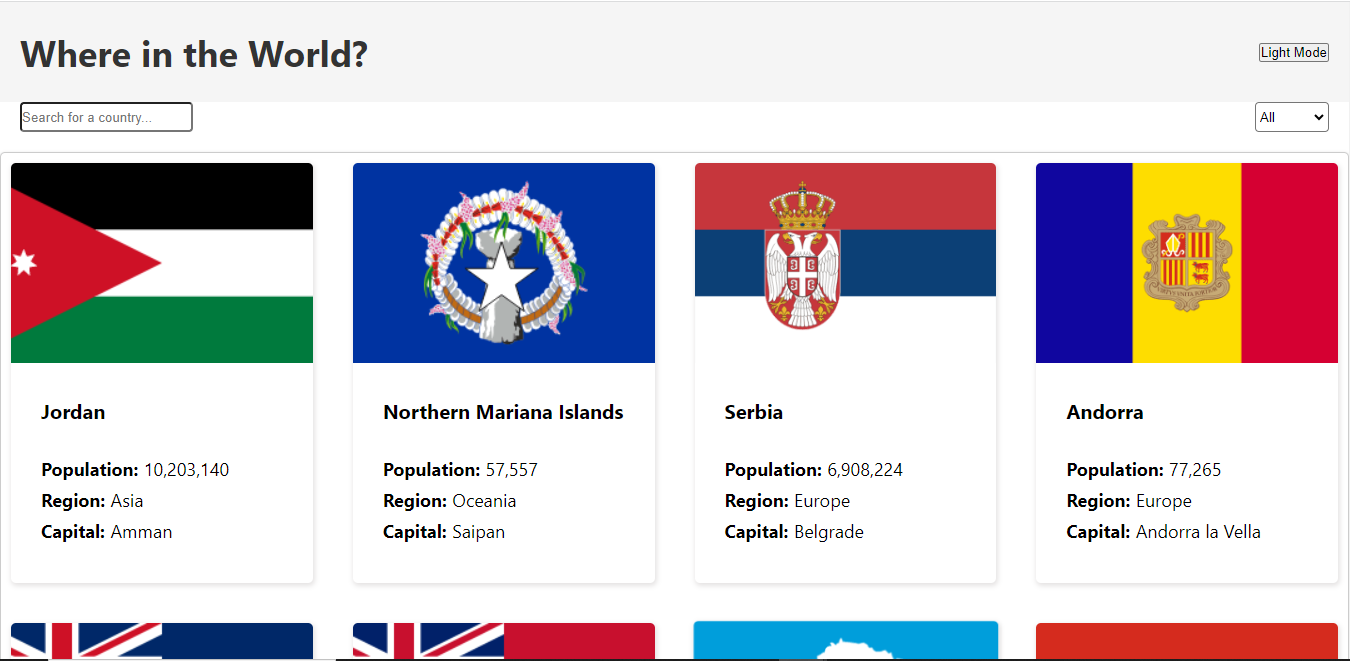 Where in the World?
Light Mode
Search for a country...
All
Jordan
Population: 10,203,140
Region: Asia
Capital: Amman
Northern Mariana Islands
Population: 57,557
Region: Oceania
Capital: Saipan
Serbia
Population: 6,908,224
Region: Europe
Capital: Belgrade
Andorra
Population: 77,265
Region: Europe
Capital: Andorra la Vella